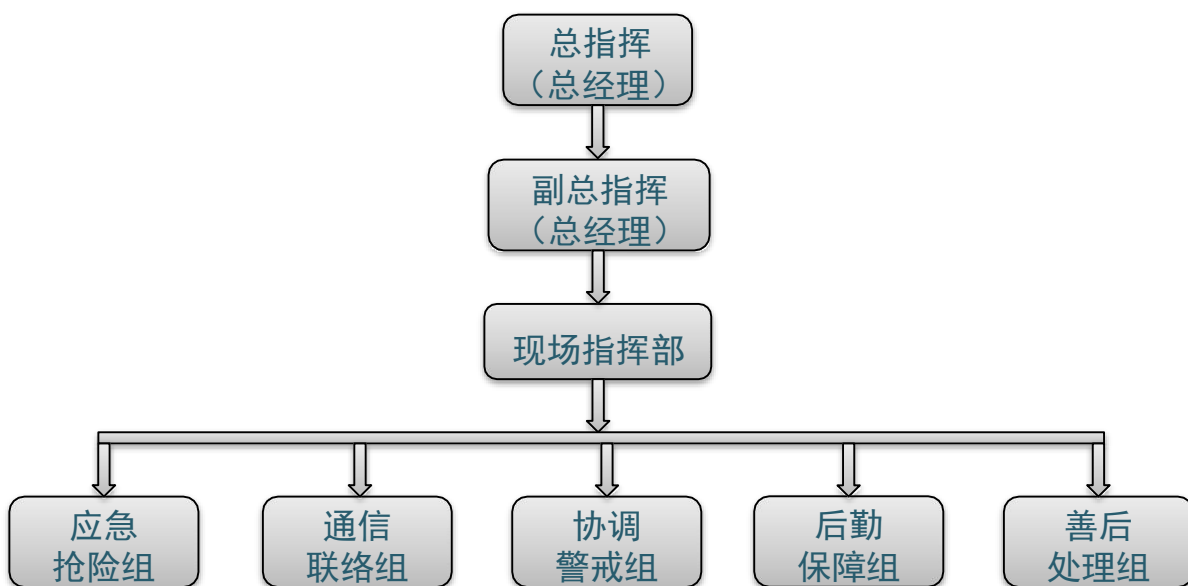 总指挥
（总经理）
副总指挥
（总经理）
现场指挥部
应急
抢险组
通信
联络组
协调
警戒组
后勤
保障组
善后
处理组